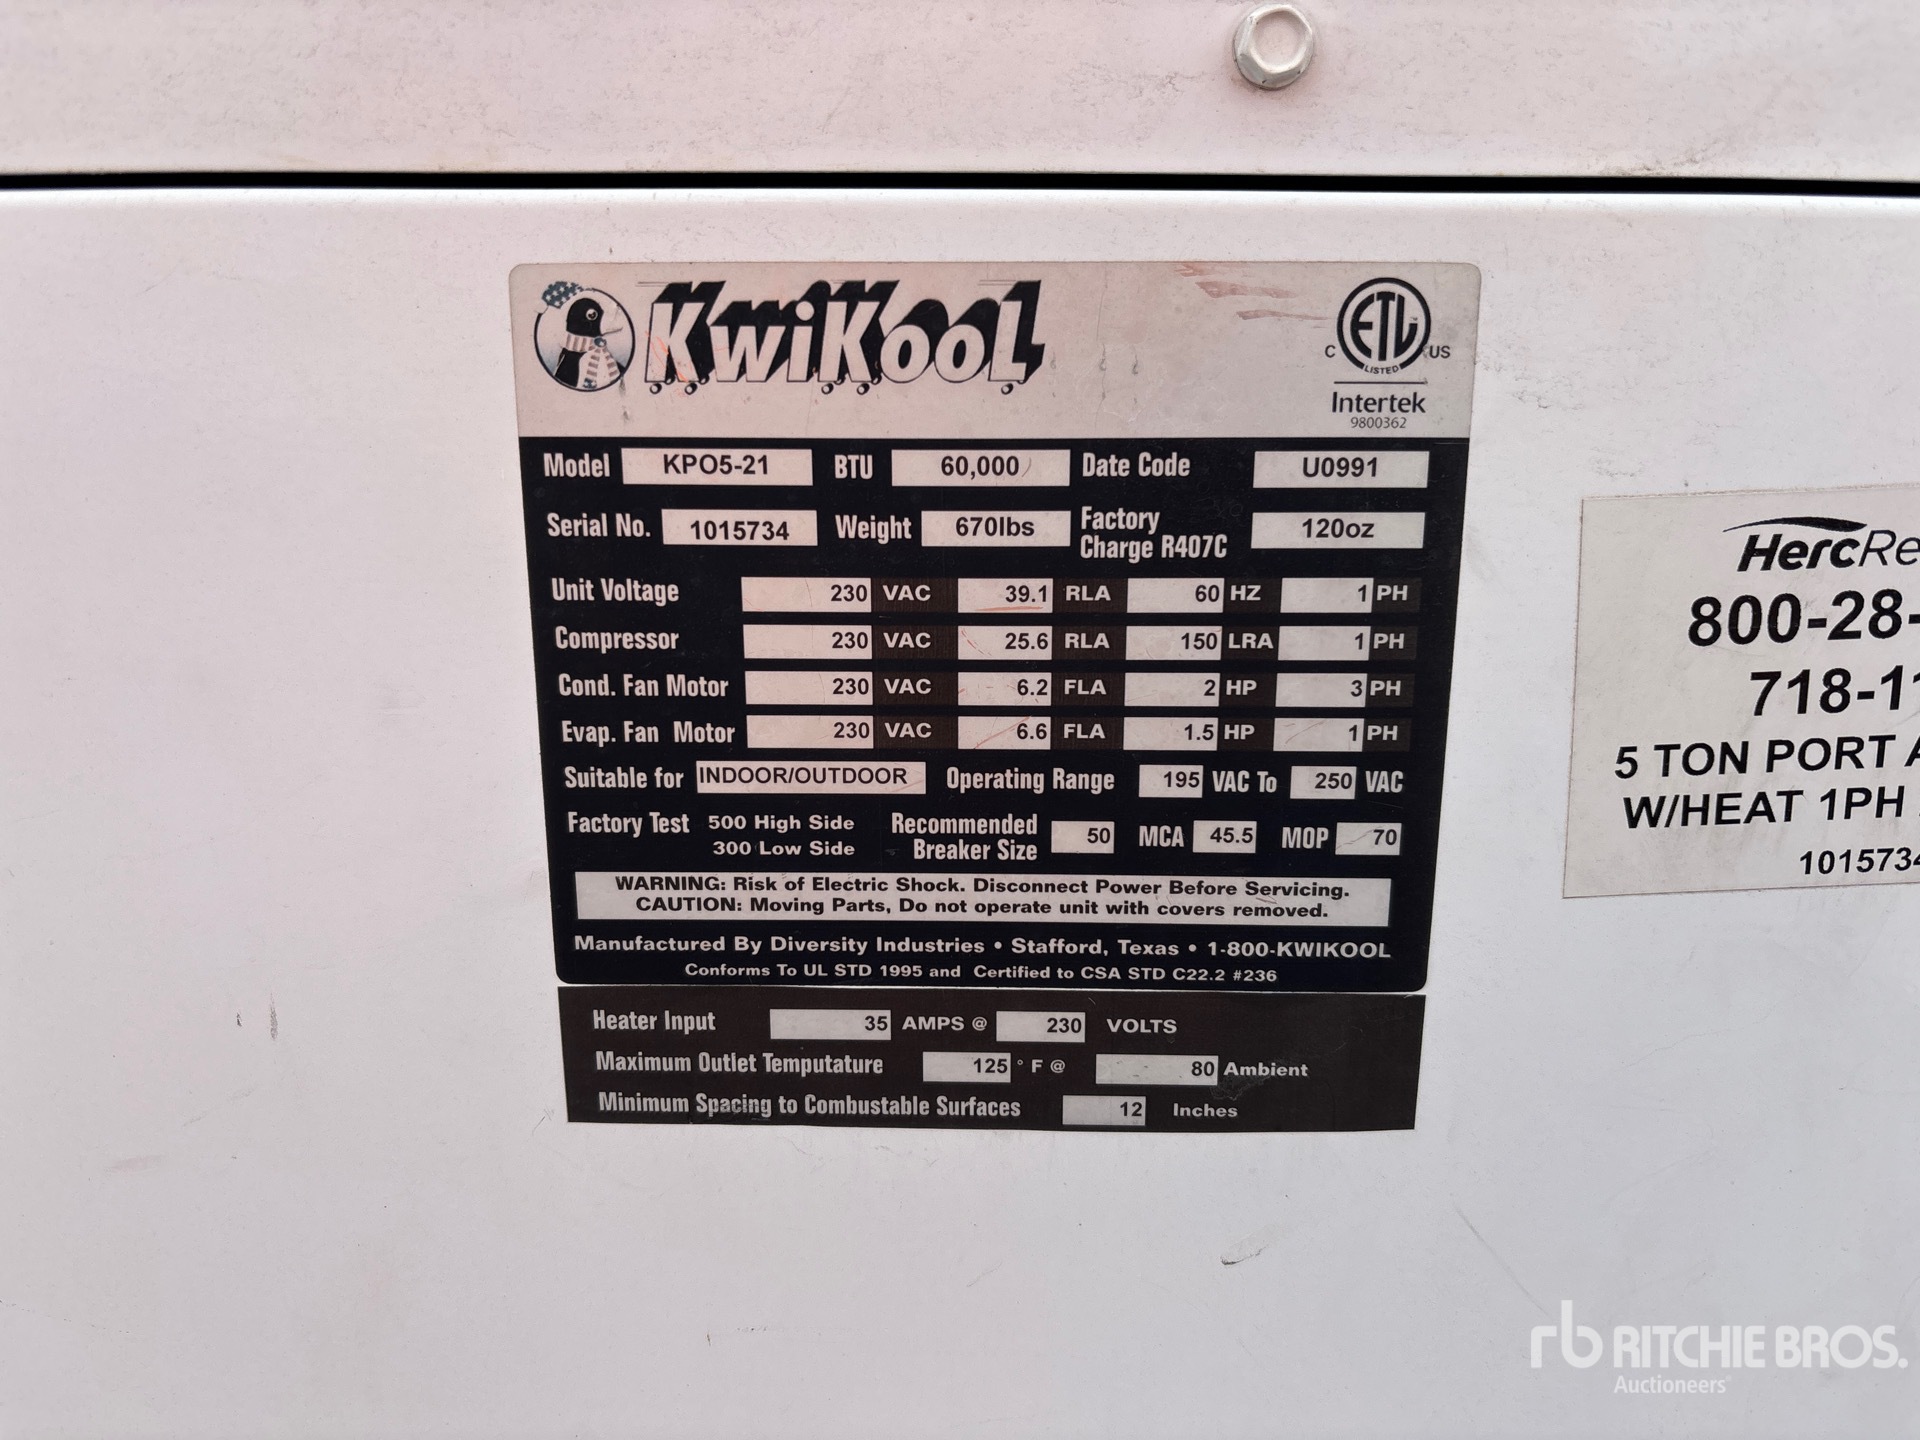 KwiKool
ETL
C US
LISTED
Intertek
9800362
Model KPO5-21 BTU 60,000 Date Code U0991
Serial No. 1015734 Weight 670lbs Factory Charge R407C 120oz
Unit Voltage 230 VAC 39.1 RLA 60 HZ 1 PH
Compressor 230 VAC 25.6 RLA 150 LRA 1 PH
Cond. Fan Motor 230 VAC 6.2 FLA 2 HP 3 PH
Evap. Fan Motor 230 VAC 6.6 FLA 1.5 HP 1 PH
Suitable for INDOOR/OUTDOOR Operating Range 195 VAC To 250 VAC
Factory Test 500 High Side 300 Low Side Recommended Breaker Size 50 MCA 45.5 MOP 70
WARNING: Risk of Electric Shock. Disconnect Power Before Servicing.
CAUTION: Moving Parts, Do not operate unit with covers removed.
Manufactured By Diversity Industries • Stafford, Texas • 1-800-KWIKOOL
Conforms To UL STD 1995 and Certified to CSA STD C22.2 #236
Heater Input 35 AMPS @ 230 VOLTS
Maximum Outlet Temputature 125 ° F @ 80 Ambient
Minimum Spacing to Combustable Surfaces 12 Inches
HercRe
800-28-
718-11
5 TON PORT A
W/HEAT 1PH
1015734
rb RITCHIE BROS.
Auctioneers